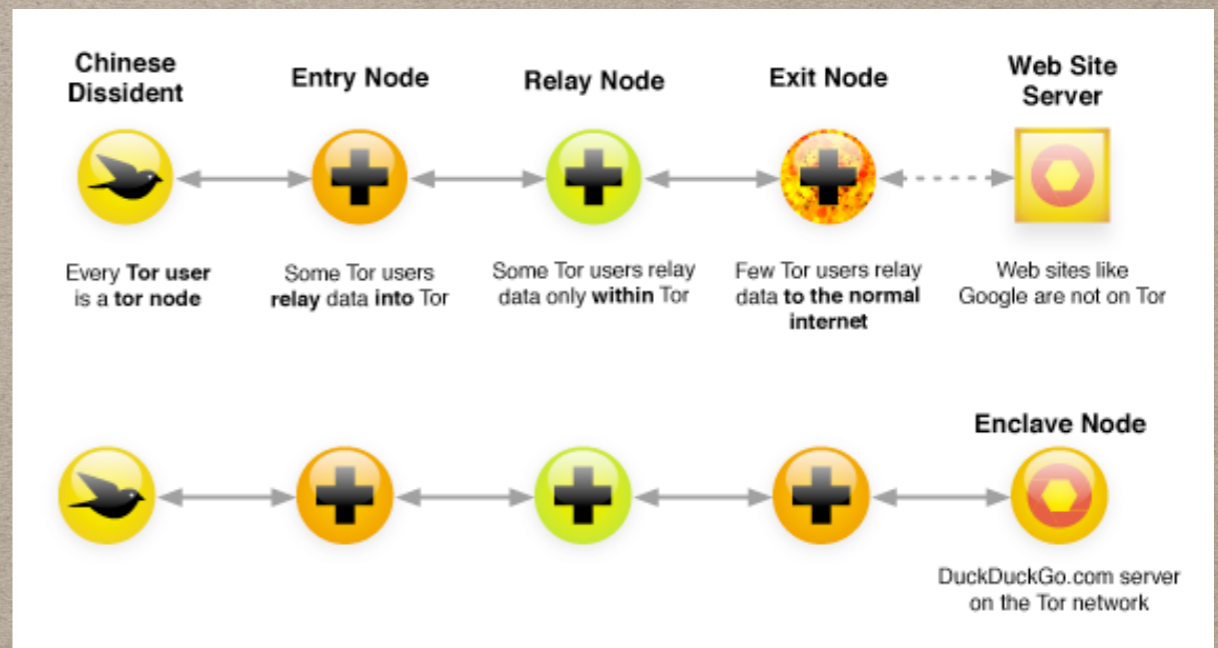 Chinese
Dissident
Entry Node
Relay Node
Exit Node
Web Site
Server
Every Tor user
is a tor node
Some Tor users
relay data into Tor
Some Tor users relay
data only within Tor
Few Tor users relay
data to the normal
internet
Web sites like
Google are not on Tor
Enclave Node
DuckDuckGo.com server
on the Tor network